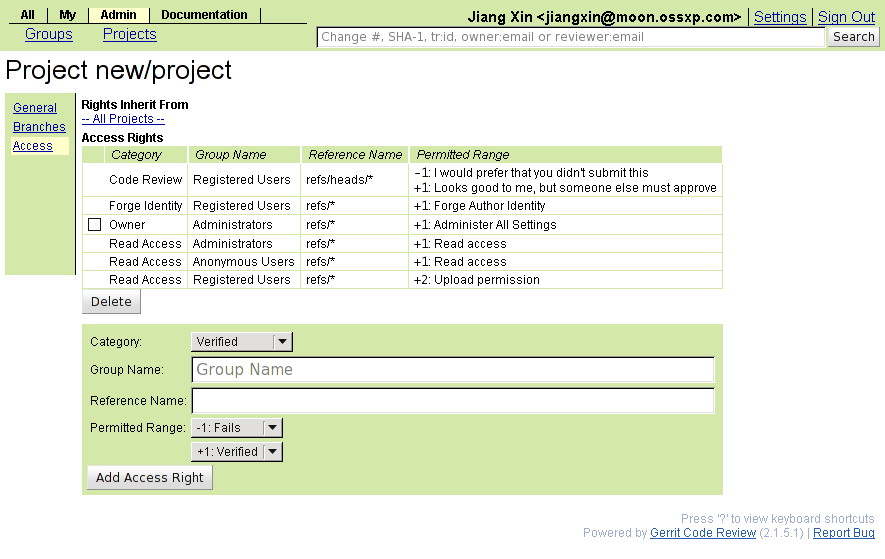 All My Admin Documentation Jiang Xin <jiangxin@moon.ossxp.com> Settings Sign Out
Groups Projects Change #, SHA-1, tr:id, owner:email or reviewer:email Search
Project new/project
General
Branches
Access
Rights Inherit From
-- All Projects --
Access Rights
Category Group Name Reference Name Permitted Range
Code Review Registered Users refs/heads/* -1: I would prefer that you didn't submit this
+1: Looks good to me, but someone else must approve
Forge Identity Registered Users refs/* +1: Forge Author Identity
Owner Administrators refs/* +1: Administer All Settings
Read Access Administrators refs/* +1: Read access
Read Access Anonymous Users refs/* +1: Read access
Read Access Registered Users refs/* +2: Upload permission
Delete
Category: Verified
Group Name: Group Name
Reference Name:
Permitted Range: -1: Fails
+1: Verified
Add Access Right
Press '?' to view keyboard shortcuts
Powered by Gerrit Code Review (2.1.5.1) | Report Bug